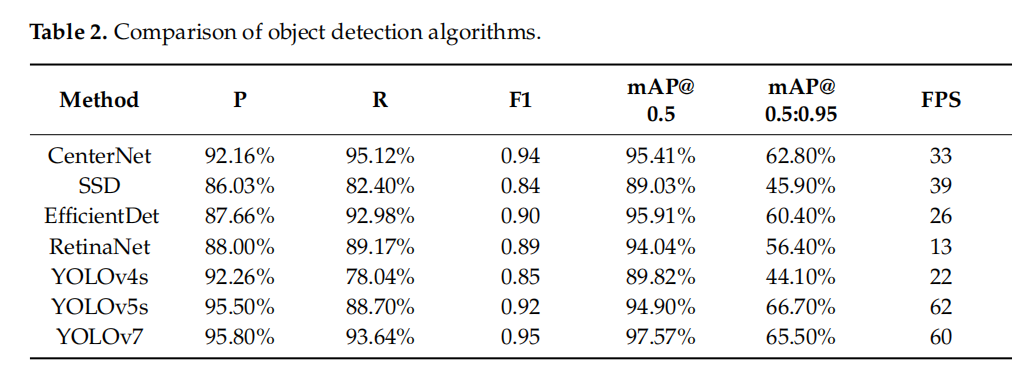 Table 2. Comparison of object detection algorithms.
Method P R F1 mAP@ 0.5 mAP@ 0.5:0.95 FPS
CenterNet 92.16% 95.12% 0.94 95.41% 62.80% 33
SSD 86.03% 82.40% 0.84 89.03% 45.90% 39
EfficientDet 87.66% 92.98% 0.90 95.91% 60.40% 26
RetinaNet 88.00% 89.17% 0.89 94.04% 56.40% 13
YOLOv4s 92.26% 78.04% 0.85 89.82% 44.10% 22
YOLOv5s 95.50% 88.70% 0.92 94.90% 66.70% 62
YOLOv7 95.80% 93.64% 0.95 97.57% 65.50% 60